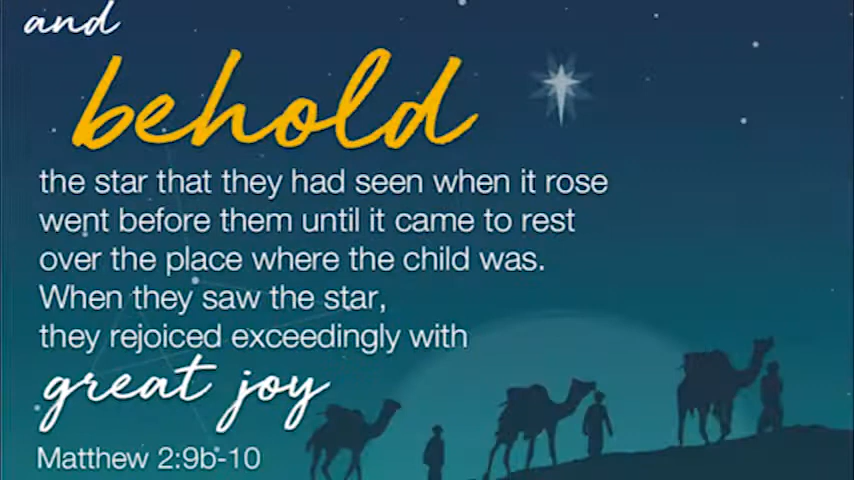 and
behold
the star that they had seen when it rose
went before them until it came to rest
over the place where the child was.
When they saw the star,
they rejoiced exceedingly with
great joy
Matthew 2:9b-10